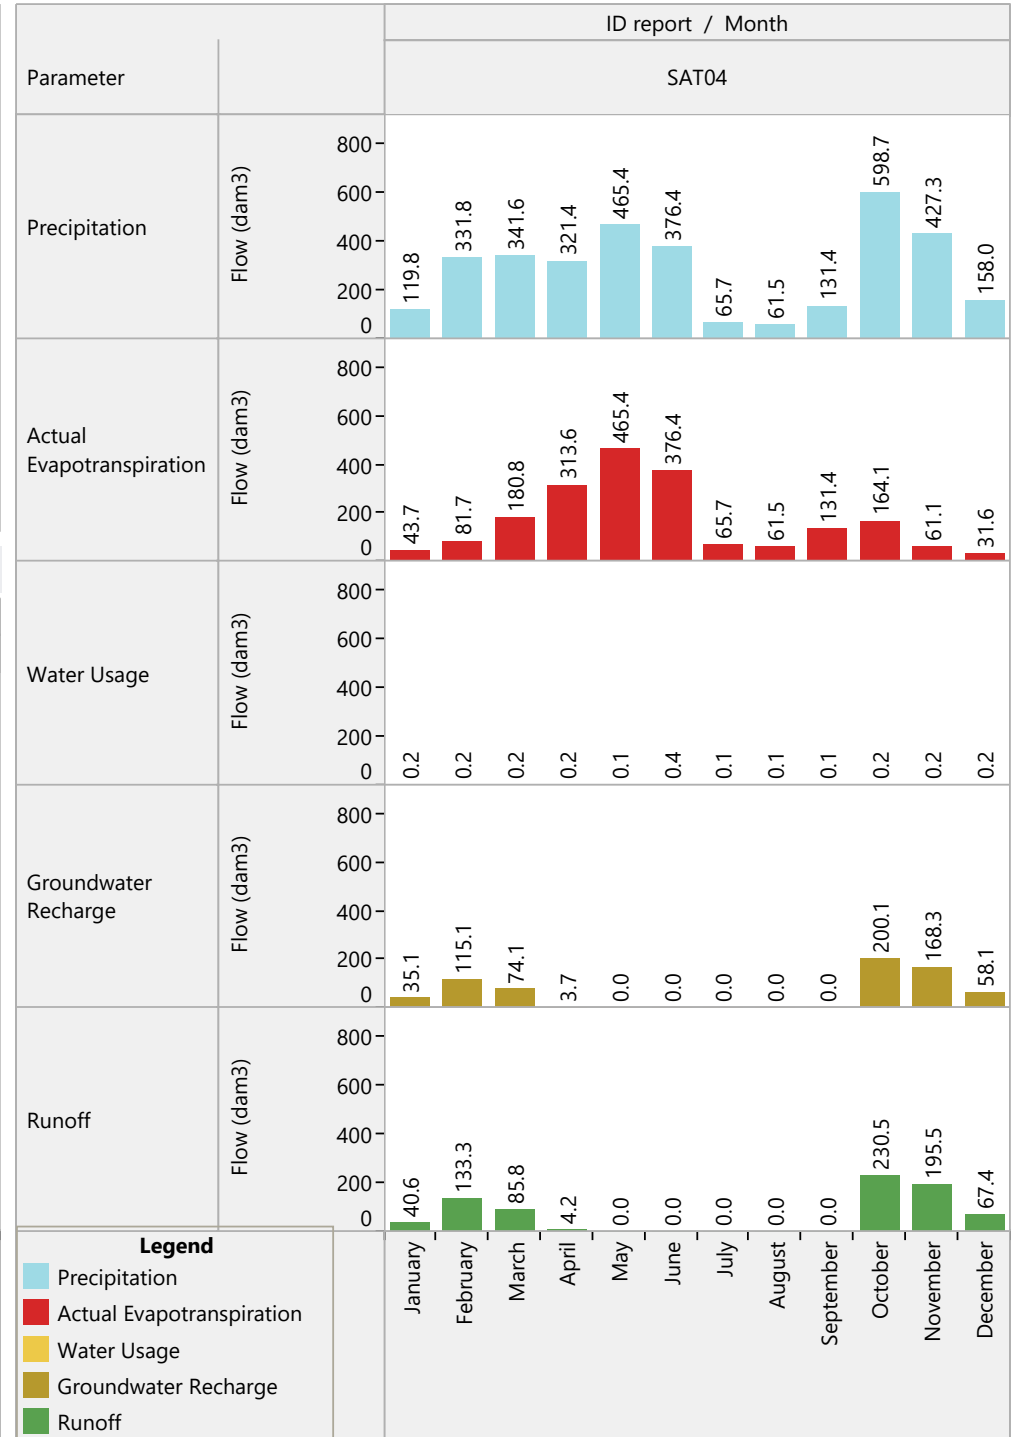 ID report / Month
Parameter
SAT04
Precipitation
Flow (dam3)
800
600
400
200
0
119.8
331.8
341.6
321.4
465.4
376.4
65.7
61.5
131.4
598.7
427.3
158.0
Actual
Evapotranspiration
Flow (dam3)
800
600
400
200
0
43.7
81.7
180.8
313.6
465.4
376.4
65.7
61.5
131.4
164.1
61.1
31.6
Water Usage
Flow (dam3)
800
600
400
200
0
0.2
0.2
0.2
0.2
0.1
0.4
0.1
0.1
0.1
0.2
0.2
0.2
Groundwater
Recharge
Flow (dam3)
800
600
400
200
0
35.1
115.1
74.1
3.7
0.0
0.0
0.0
0.0
0.0
200.1
168.3
58.1
Runoff
Flow (dam3)
800
600
400
200
0
40.6
133.3
85.8
4.2
0.0
0.0
0.0
0.0
0.0
230.5
195.5
67.4
January
February
March
April
May
June
July
August
September
October
November
December
Legend
Precipitation
Actual Evapotranspiration
Water Usage
Groundwater Recharge
Runoff